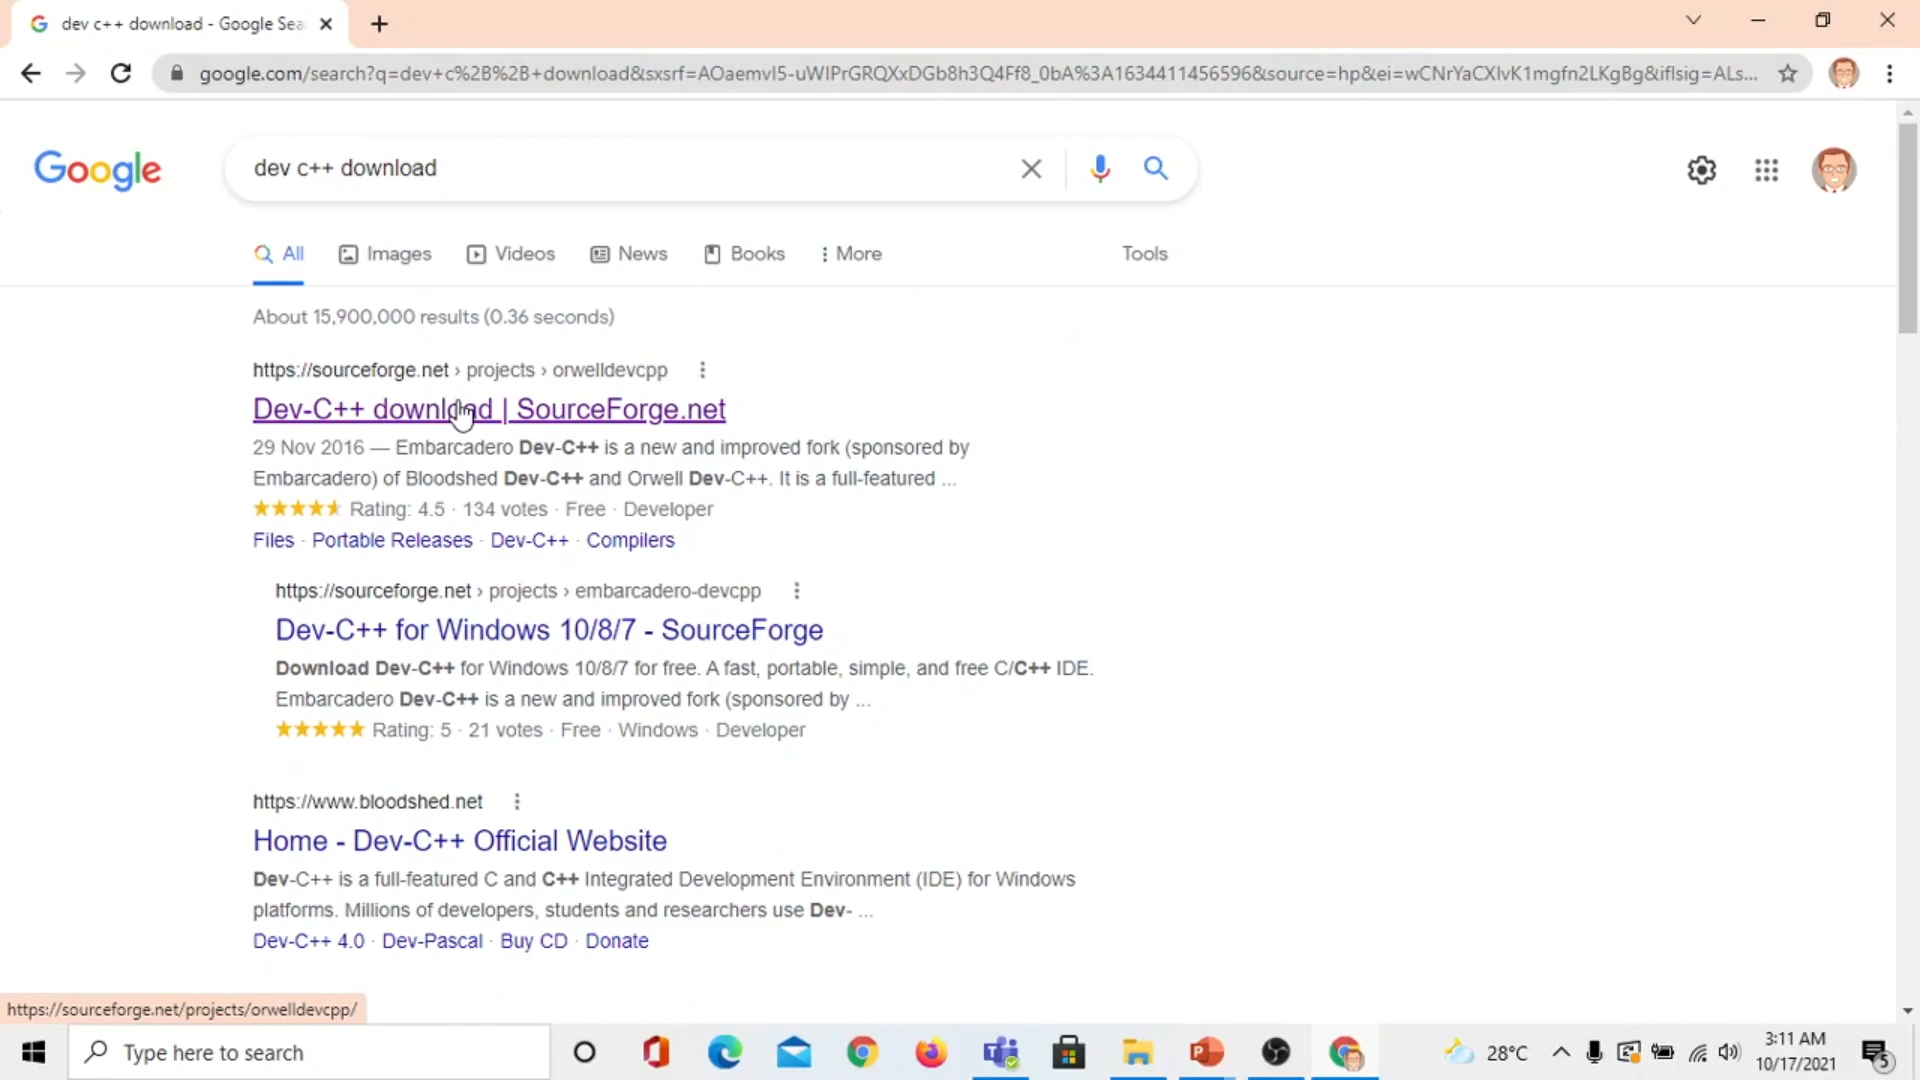 dev c++ download - Google Sea
google.com/search?q=dev+c%2B%2B+download&sxsrf=AOaemvI5-uWIPrGRQXxDGb8h3Q4Ff8_0bA%3A1634411456596&source=hp&ei=wCNrYaCXIvK1mgfn2LKgBg&iflsig=ALs...
Google
dev c++ download
All Images Videos News Books More Tools
About 15,900,000 results (0.36 seconds)
https://sourceforge.net › projects › orwelldevcpp
Dev-C++ download | SourceForge.net
29 Nov 2016 — Embarcadero Dev-C++ is a new and improved fork (sponsored by
Embarcadero) of Bloodshed Dev-C++ and Orwell Dev-C++. It is a full-featured ...
Rating: 4.5 · 134 votes · Free · Developer
Files · Portable Releases · Dev-C++ · Compilers
https://sourceforge.net › projects › embarcadero-devcpp
Dev-C++ for Windows 10/8/7 - SourceForge
Download Dev-C++ for Windows 10/8/7 for free. A fast, portable, simple, and free C/C++ IDE.
Embarcadero Dev-C++ is a new and improved fork (sponsored by ...
Rating: 5 · 21 votes · Free · Windows · Developer
https://www.bloodshed.net
Home - Dev-C++ Official Website
Dev-C++ is a full-featured C and C++ Integrated Development Environment (IDE) for Windows
platforms. Millions of developers, students and researchers use Dev- ...
Dev-C++ 4.0 · Dev-Pascal · Buy CD · Donate
https://sourceforge.net/projects/orwelldevcpp/
Type here to search
28°C
3:11 AM
10/17/2021
5